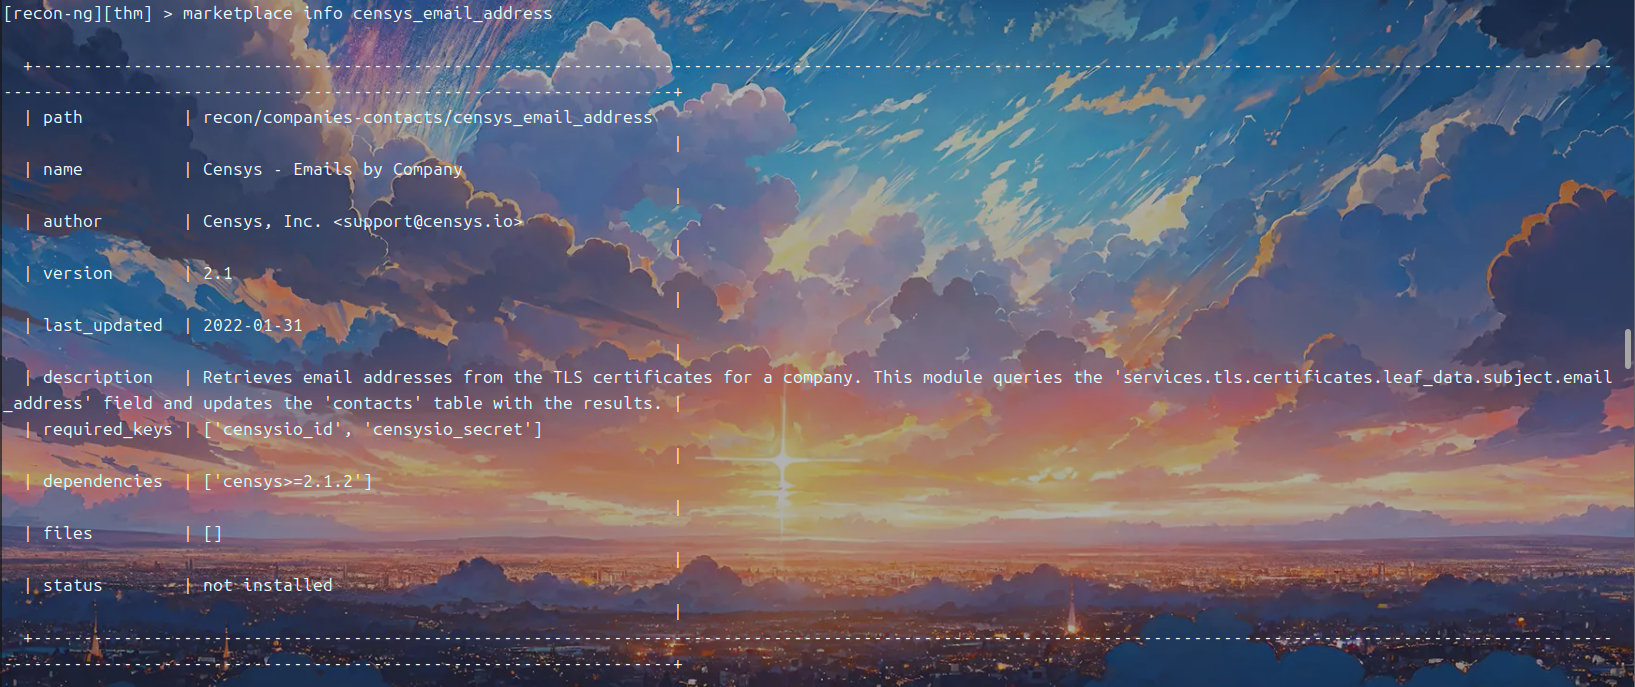 [recon-ng][thm] > marketplace info censys_email_address
+--------------------------------------------------------------------------------------------------------------------------------------------------------------
-------------------------------------------------------------------+
| path          | recon/companies-contacts/censys_email_address
|
| name          | Censys - Emails by Company
|
| author        | Censys, Inc. <support@censys.io>
|
| version       | 2.1
|
| last_updated  | 2022-01-31
|
| description   | Retrieves email addresses from the TLS certificates for a company. This module queries the 'services.tls.certificates.leaf_data.subject.email
_address' field and updates the 'contacts' table with the results. |
| required_keys | ['censysio_id', 'censysio_secret']
|
| dependencies  | ['censys>=2.1.2']
|
| files         | []
|
| status        | not installed
|
+--------------------------------------------------------------------------------------------------------------------------------------------------------------
-------------------------------------------------------------------+